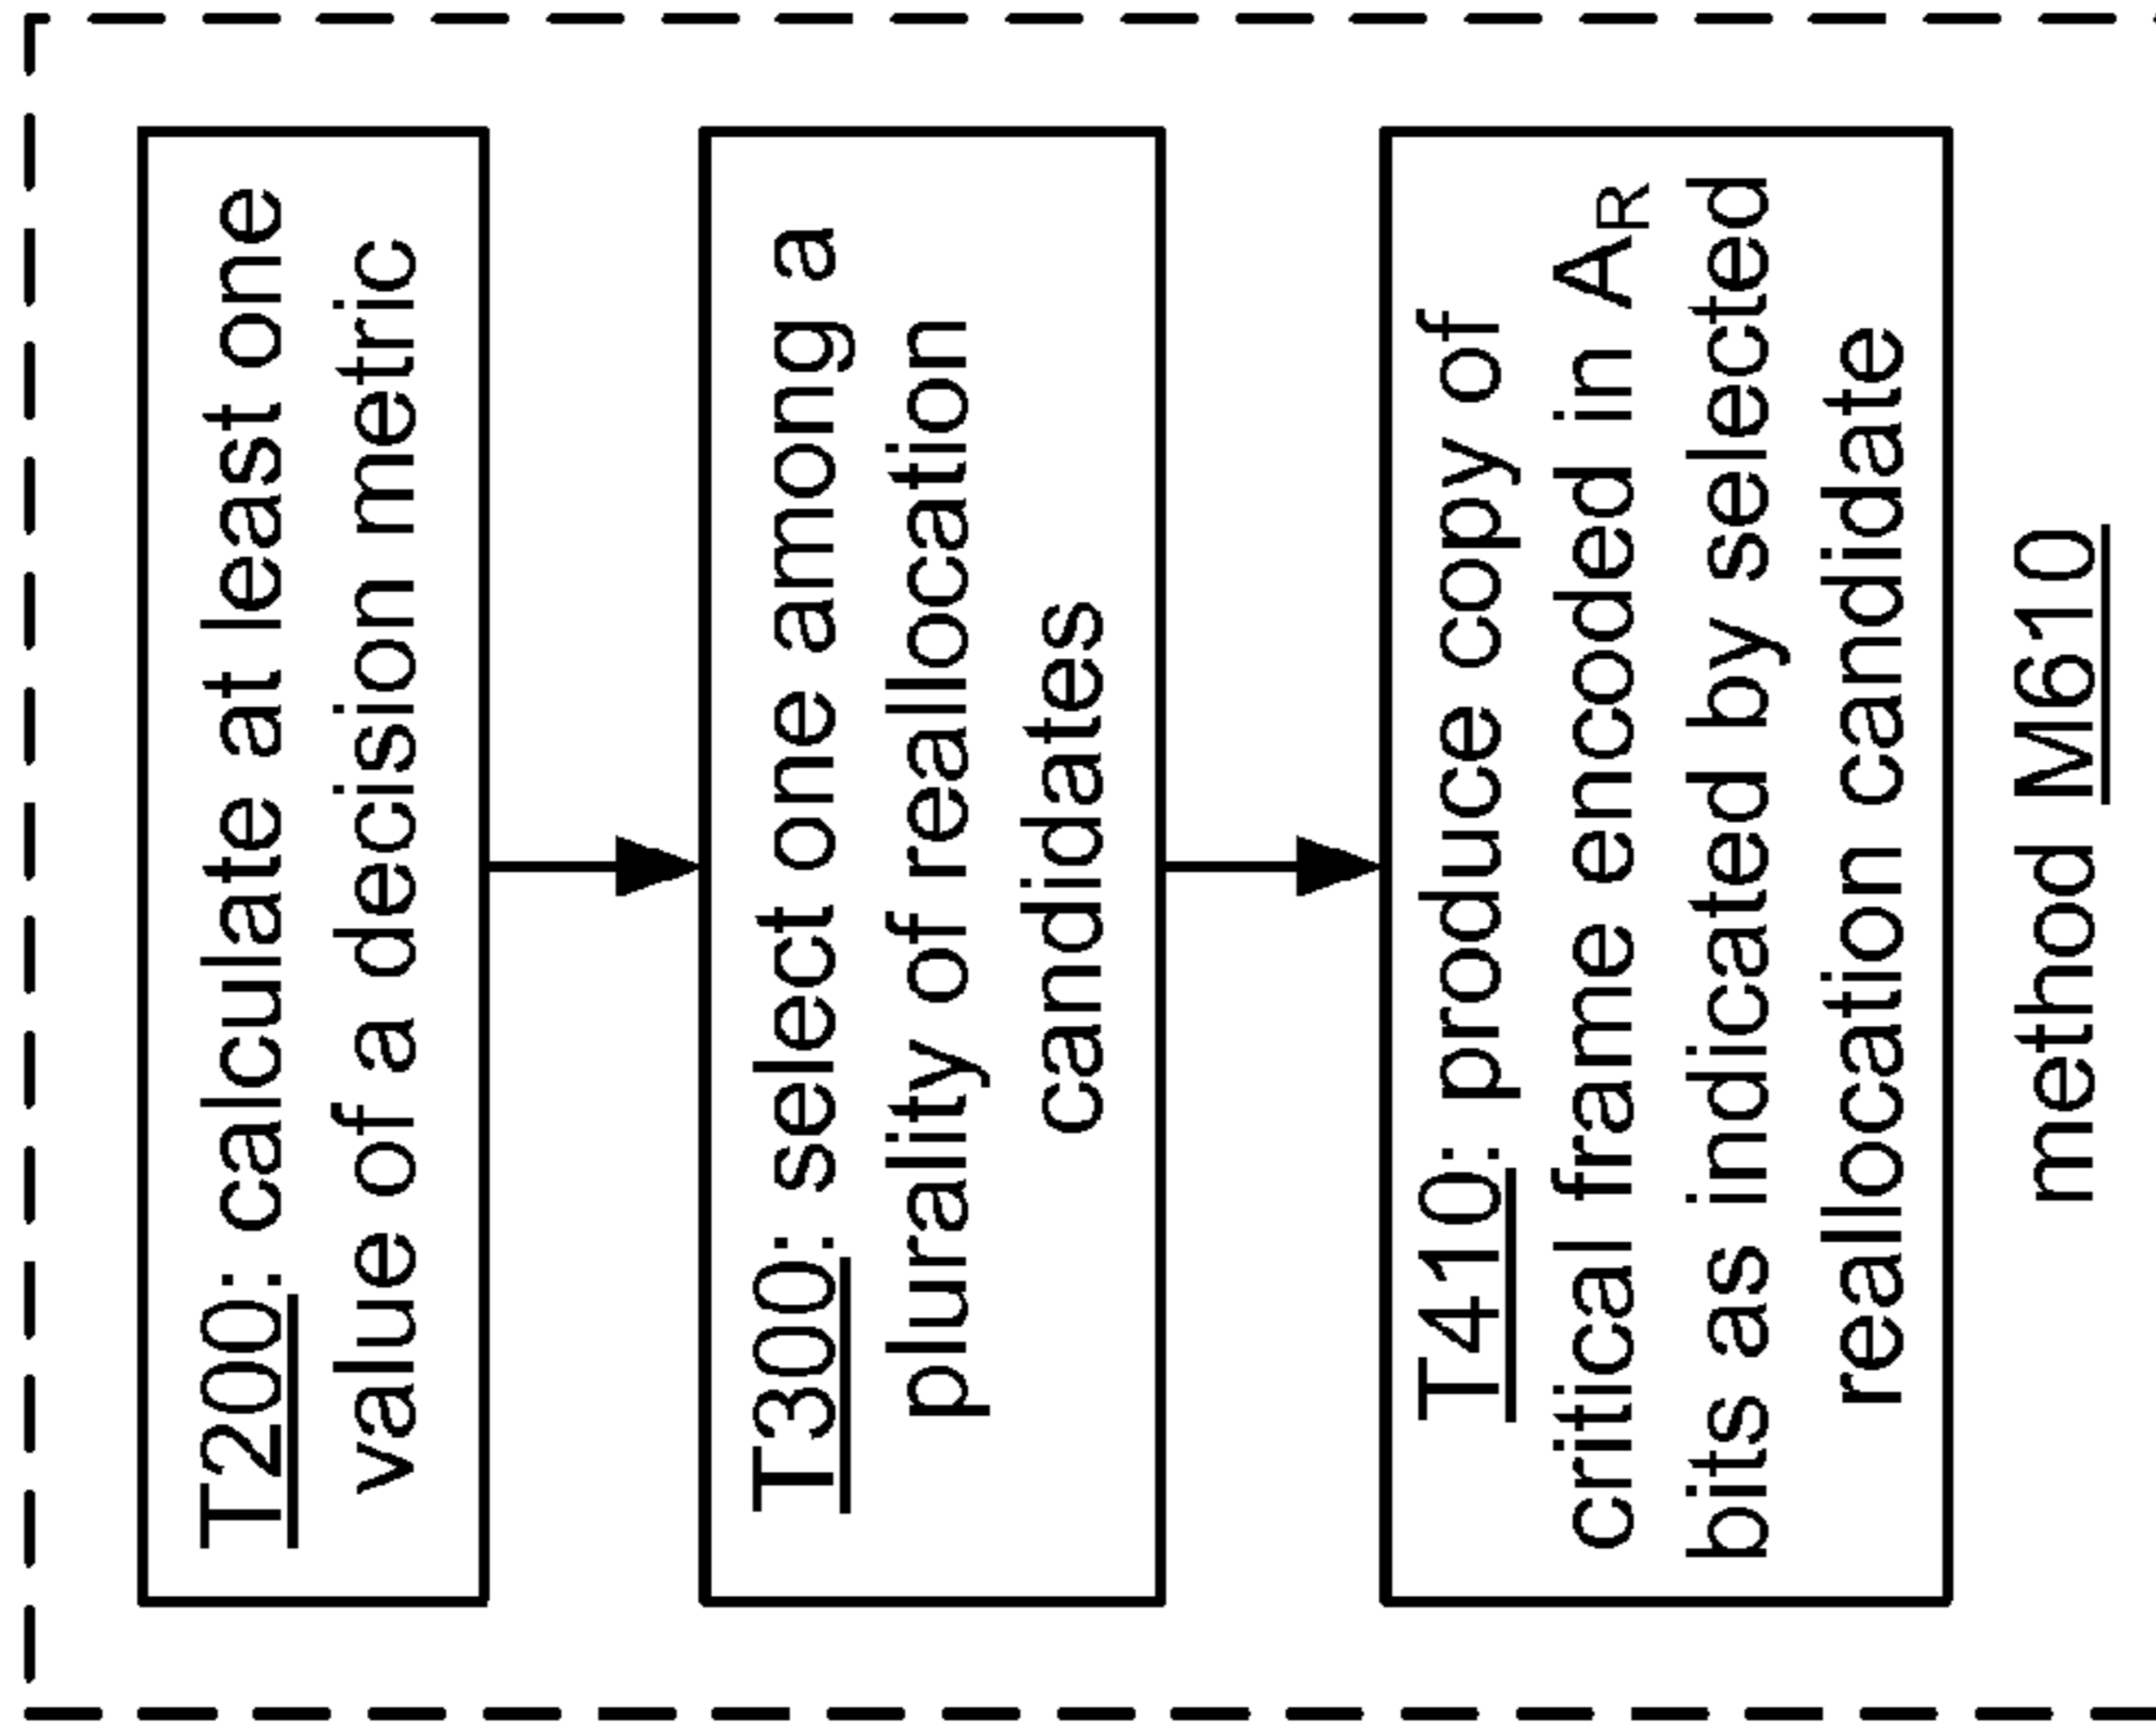 T200: calculate at least one
value of a decision metric
T300: select one among a
plurality of reallocation
candidates
T410: produce copy of
critical frame encoded in AR
bits as indicated by selected
reallocation candidate
method M610